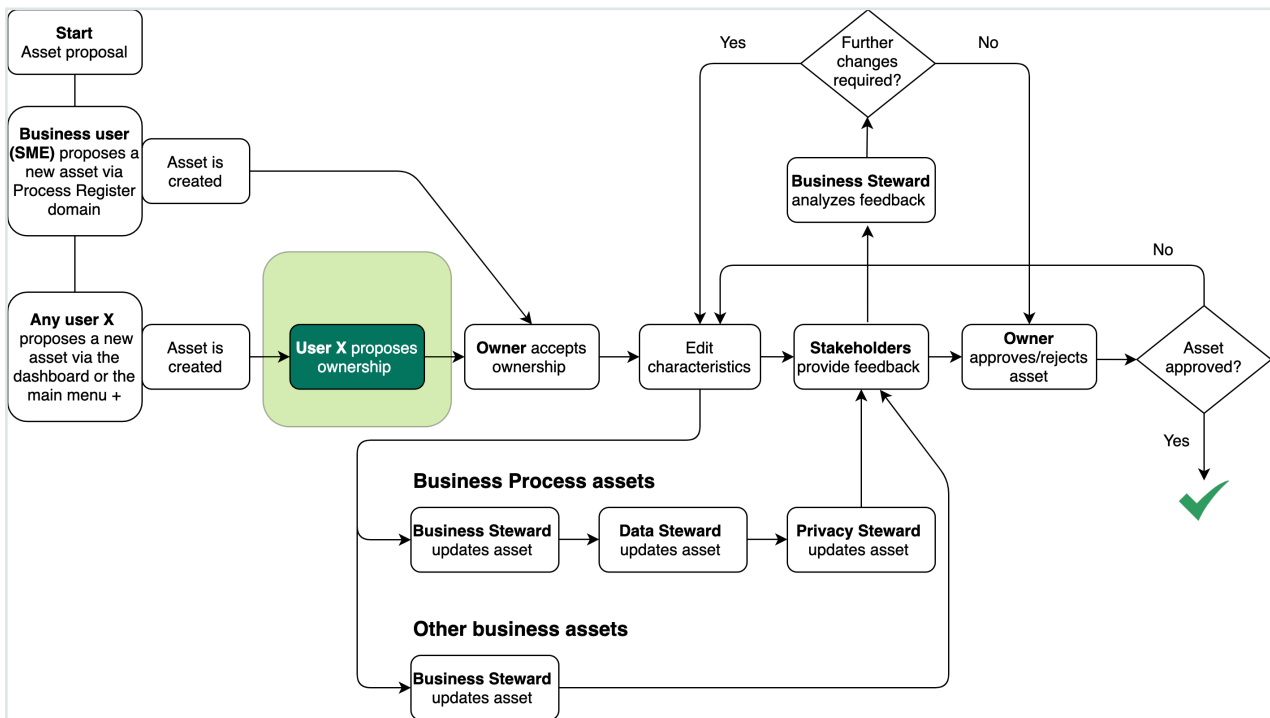 Start
Asset proposal
Business user
(SME) proposes a
new asset via
Process Register
domain
Asset is
created
Any user X
proposes a new
asset via the
dashboard or the
main menu +
Asset is
created
User X proposes
ownership
Owner accepts
ownership
Edit
characteristics
Stakeholders
provide feedback
Business Steward
analyzes feedback
Further
changes
required?
Yes
No
Owner
approves/rejects
asset
Asset
approved?
No
Yes
Business Process assets
Business Steward
updates asset
Data Steward
updates asset
Privacy Steward
updates asset
Other business assets
Business Steward
updates asset